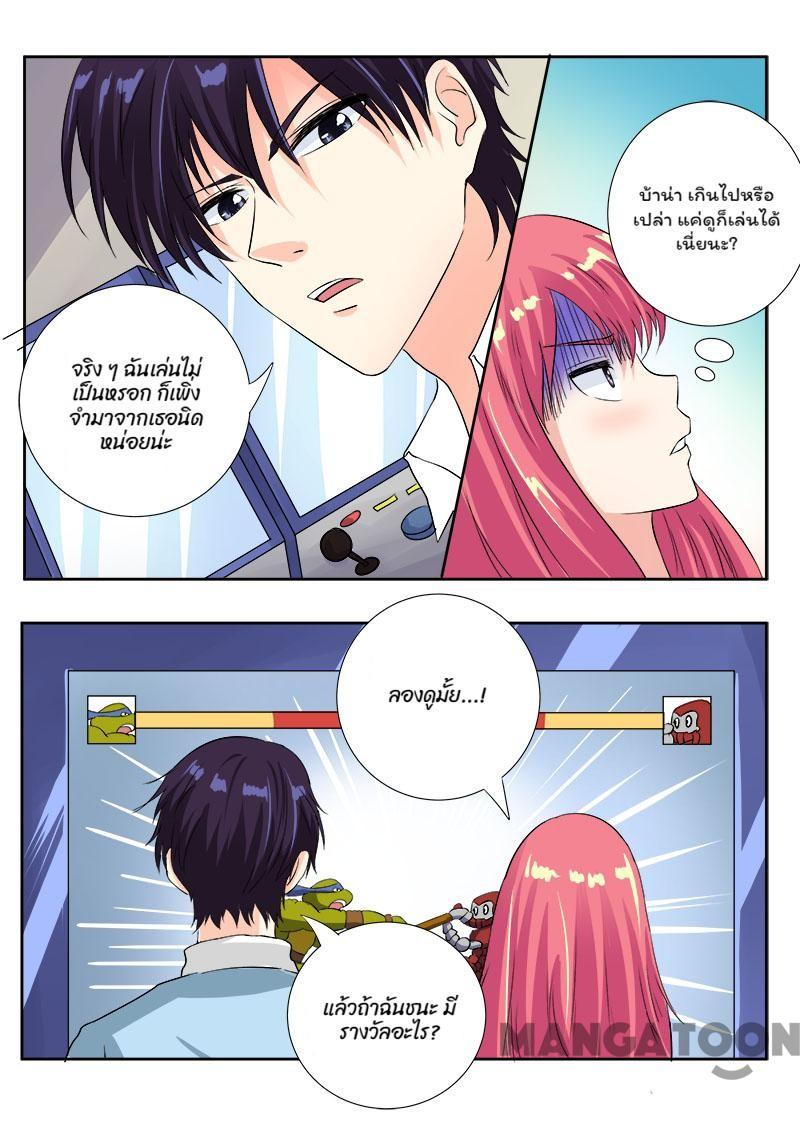 จริง ๆ ฉันเล่นไม่
เป็นหรอก ก็เพิ่ง
จำมาจากเธอนิด
หน่อยน่ะ
บ้าน่า เกินไปหรือ
เปล่า แค่ดูก็เล่นได้
เนี่ยนะ?
ลองดูมั้ย...!
แล้วถ้าฉันชนะ มี
รางวัลอะไร?
MANGATOON